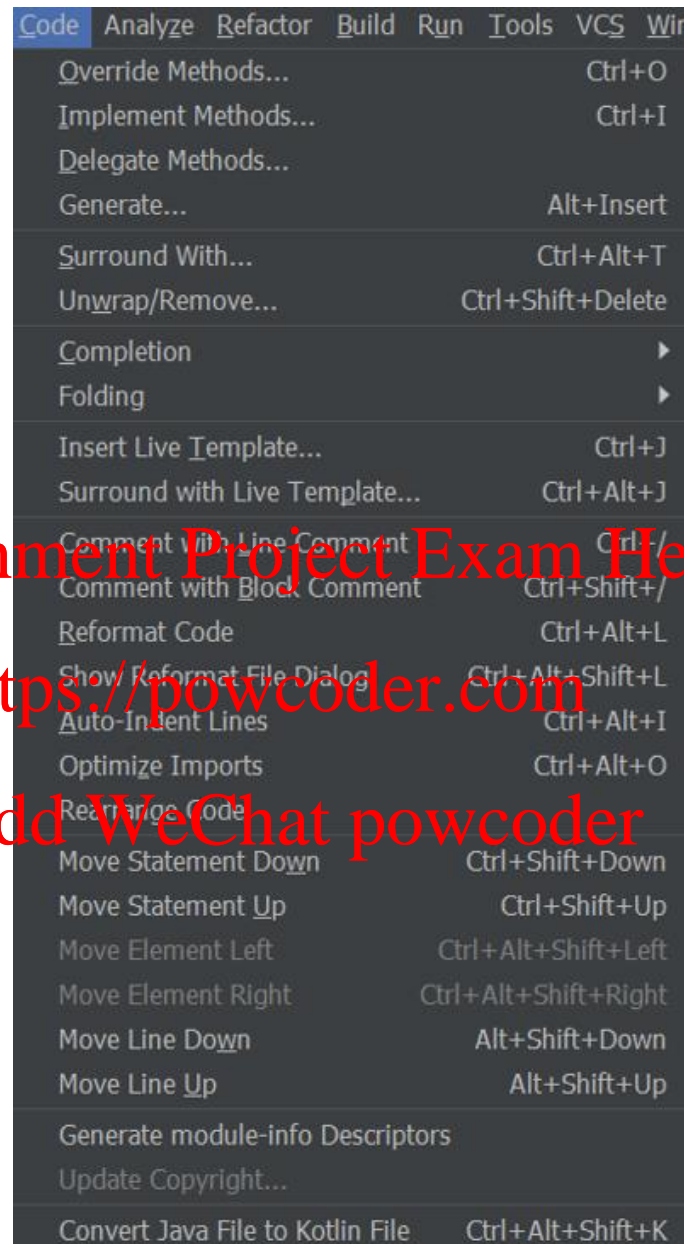 Code Analyze Refactor Build Run Tools VCS Win
Override Methods... Ctrl+O
Implement Methods... Ctrl+I
Delegate Methods...
Generate... Alt+Insert
Surround With... Ctrl+Alt+T
Unwrap/Remove... Ctrl+Shift+Delete
Completion
Folding
Insert Live Template... Ctrl+J
Surround with Live Template... Ctrl+Alt+J
Comment with Line Comment Ctrl+/
nment Project Exam He
Comment with Block Comment Ctrl+Shift+/
Reformat Code Ctrl+Alt+L
Show Reformat File Dialog Ctrl+Alt+Shift+L
tps://powcoder.com
Auto-Indent Lines Ctrl+Alt+I
Optimize Imports Ctrl+Alt+O
Rearrange Code
dd WeChat powcoder
Move Statement Down Ctrl+Shift+Down
Move Statement Up Ctrl+Shift+Up
Move Element Left Ctrl+Alt+Shift+Left
Move Element Right Ctrl+Alt+Shift+Right
Move Line Down Alt+Shift+Down
Move Line Up Alt+Shift+Up
Generate module-info Descriptors
Update Copyright...
Convert Java File to Kotlin File Ctrl+Alt+Shift+K